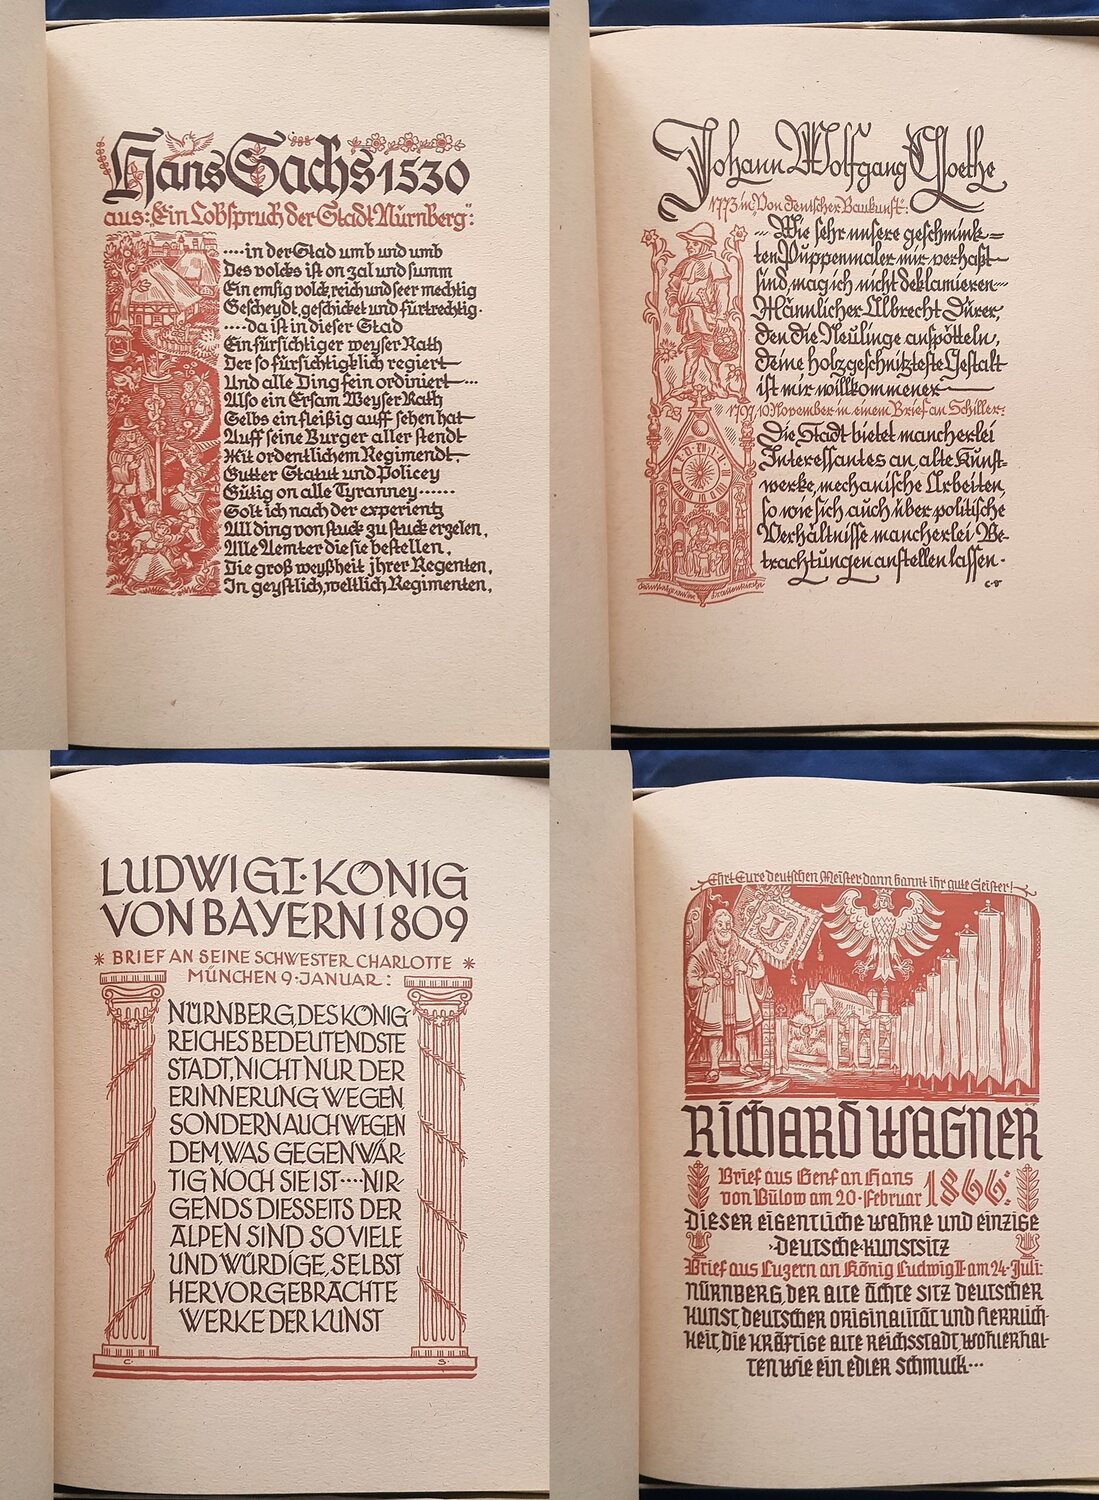 Hans Sachs 1530
aus: „Ein Lobspruch der Stadt Nürnberg“:
....in der Stad umb und umb
Des volcks ist on zal und summ
Ein emsig volck, reich und seer mechtig
Gescheydt, geschicket und fürtrechtig.
....da ist in dieser Stad
Ein fürsichtiger weyser Rath
Der so fürsichtigklich regiert
Und alle Ding fein ordiniert...
Also ein Ersam Weyser Rath
Selbs ein fleißig auff sehen hat
Auff seine Burger aller stendt
Mit ordentlichem Regimendt,
Gutter Statut und Policey
Gütig on alle Tyranney......
Solt ich nach der experientz
All ding von stuck zu stuck erzelen,
Alle Aemter die sie bestellen,
Die groß weyßheit jhrer Regenten,
In geystlich, weltlich Regimenten,
Johann Wolfgang Goethe
1773 in „Von deutscher Baukunst“:
... Wie sehr unsere geschmink=
ten Puppenmaler mir verhaßt
sind, mag ich nicht deklamieren...
Männlicher Albrecht Dürer,
den die Neulinge anspötteln,
deine holzgeschnitzteste Gestalt
ist mir willkommener
1797, 10. November in einem Brief an Schiller:
Die Stadt bietet mancherlei
Interessantes an, alte Kunst-
werke, mechanische Arbeiten,
so wie sich auch über politische
Verhältnisse mancherlei Be-
trachtungen anstellen lassen.
C.S
LUDWIG I. KÖNIG
VON BAYERN 1809
* BRIEF AN SEINE SCHWESTER CHARLOTTE *
MÜNCHEN 9. JANUAR:
NÜRNBERG, DES KÖNIG
REICHES BEDEUTENDSTE
STADT, NICHT NUR DER
ERINNERUNG WEGEN
SONDERN AUCH WEGEN
DEM, WAS GEGENWÄR-
TIG NOCH SIE IST....NIR-
GENDS DIESSEITS DER
ALPEN SIND SO VIELE
UND WÜRDIGE, SELBST
HERVORGEBRACHTE
WERKE DER KUNST
C. S.
Ehrt Eure deutschen Meister dann bannt ihr gute Geister!
RICHARD WAGNER
Brief aus Genf an Hans
von Bülow am 20. Februar 1866:
Dieser eigentliche wahre und einzige
deutsche Kunstsitz
Brief aus Luzern an König Ludwig II. am 24. Juli:
Nürnberg, der alte ächte Sitz deutscher
Kunst, deutscher Originalität und Herrlich-
keit, die kräftige alte Reichsstadt, wohlerhal-
ten wie ein edler Schmuck...